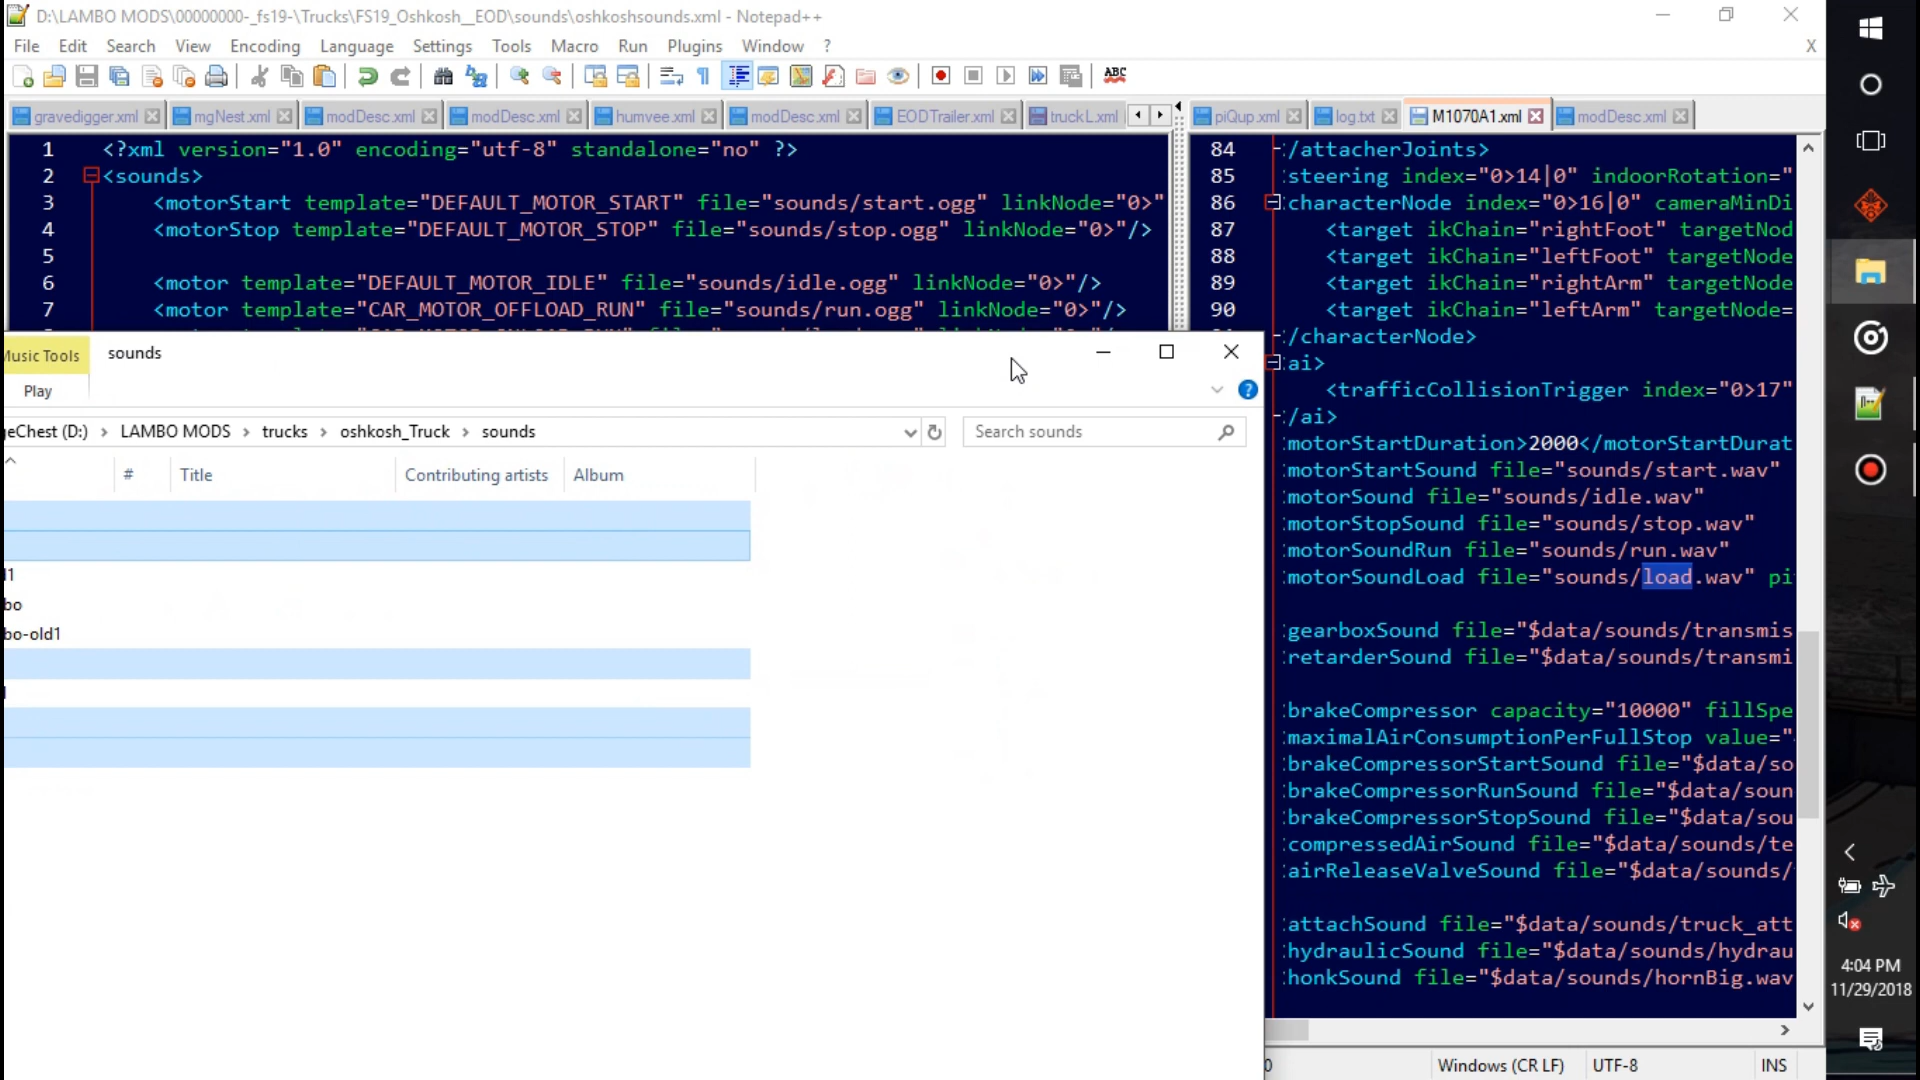 D:\LAMBO MODS\00000000-_fs19-\Trucks\FS19_Oshkosh__EOD\sounds\oshkoshsounds.xml - Notepad++
File Edit Search View Encoding Language Settings Tools Macro Run Plugins Window ? X
ABC
gravedigger.xml mgNest.xml modDesc.xml modDesc.xml humvee.xml modDesc.xml EODTrailer.xml truckL.xml
1 <?xml version="1.0" encoding="utf-8" standalone="no" ?>
2 <sounds>
3 <motorStart template="DEFAULT_MOTOR_START" file="sounds/start.ogg" linkNode="0>"
4 <motorStop template="DEFAULT_MOTOR_STOP" file="sounds/stop.ogg" linkNode="0>"/>
5
6 <motor template="DEFAULT_MOTOR_IDLE" file="sounds/idle.ogg" linkNode="0>"/>
7 <motor template="CAR_MOTOR_OFFLOAD_RUN" file="sounds/run.ogg" linkNode="0>"/>
Music Tools sounds
Play
geChest (D:) > LAMBO MODS > trucks > oshkosh_Truck > sounds
Search sounds
# Title Contributing artists Album
bo
bo-old1
piQup.xml log.txt M1070A1.xml modDesc.xml
84 /attacherJoints>
85 steering index="0>14|0" indoorRotation="
86 characterNode index="0>16|0" cameraMinDi
87 <target ikChain="rightFoot" targetNod
88 <target ikChain="leftFoot" targetNode
89 <target ikChain="rightArm" targetNode
90 <target ikChain="leftArm" targetNode=
/characterNode>
ai>
<trafficCollisionTrigger index="0>17"
/ai>
motorStartDuration>2000</motorStartDurat
motorStartSound file="sounds/start.wav"
motorSound file="sounds/idle.wav"
motorStopSound file="sounds/stop.wav"
motorSoundRun file="sounds/run.wav"
motorSoundLoad file="sounds/load.wav" pi
gearboxSound file="$data/sounds/transmis
retarderSound file="$data/sounds/transmi
brakeCompressor capacity="10000" fillSpe
maximalAirConsumptionPerFullStop value="
brakeCompressorStartSound file="$data/so
brakeCompressorRunSound file="$data/soun
brakeCompressorStopSound file="$data/sou
compressedAirSound file="$data/sounds/te
airReleaseValveSound file="$data/sounds/
attachSound file="$data/sounds/truck_att
hydraulicSound file="$data/sounds/hydrau
honkSound file="$data/sounds/hornBig.wav
Windows (CR LF) UTF-8 INS
4:04 PM
11/29/2018